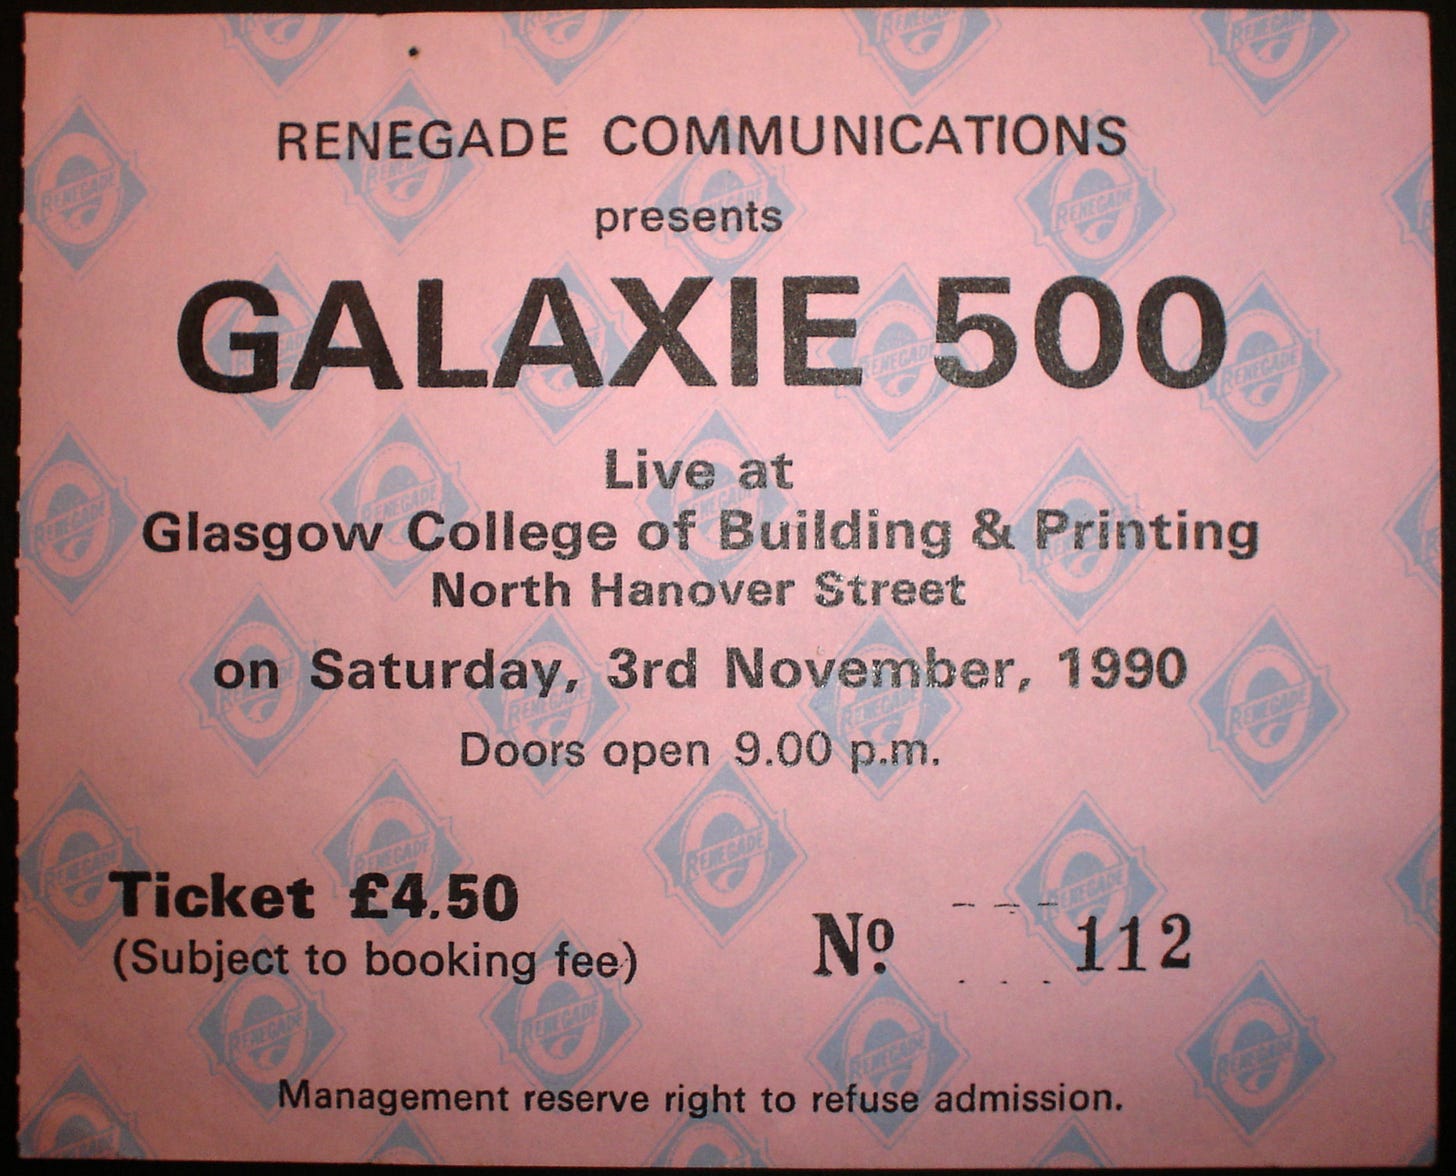 RENEGADE COMMUNICATIONS
presents
GALAXIE 500
Live at
Glasgow College of Building & Printing
North Hanover Street
on Saturday, 3rd November, 1990
Doors open 9.00 p.m.
Ticket £4.50
(Subject to booking fee)
Nº 112
Management reserve right to refuse admission.
RENEGADE